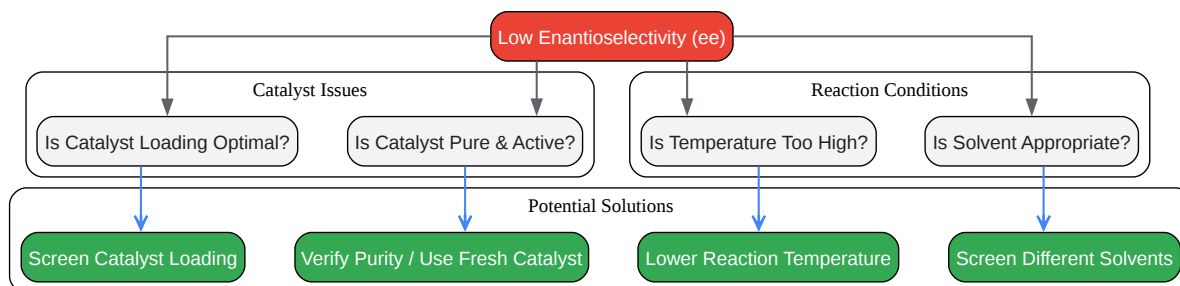 Low Enantioselectivity (ee)
Catalyst Issues
Reaction Conditions
Is Catalyst Loading Optimal?
Is Catalyst Pure & Active?
Is Temperature Too High?
Is Solvent Appropriate?
Potential Solutions
Screen Catalyst Loading
Verify Purity / Use Fresh Catalyst
Lower Reaction Temperature
Screen Different Solvents